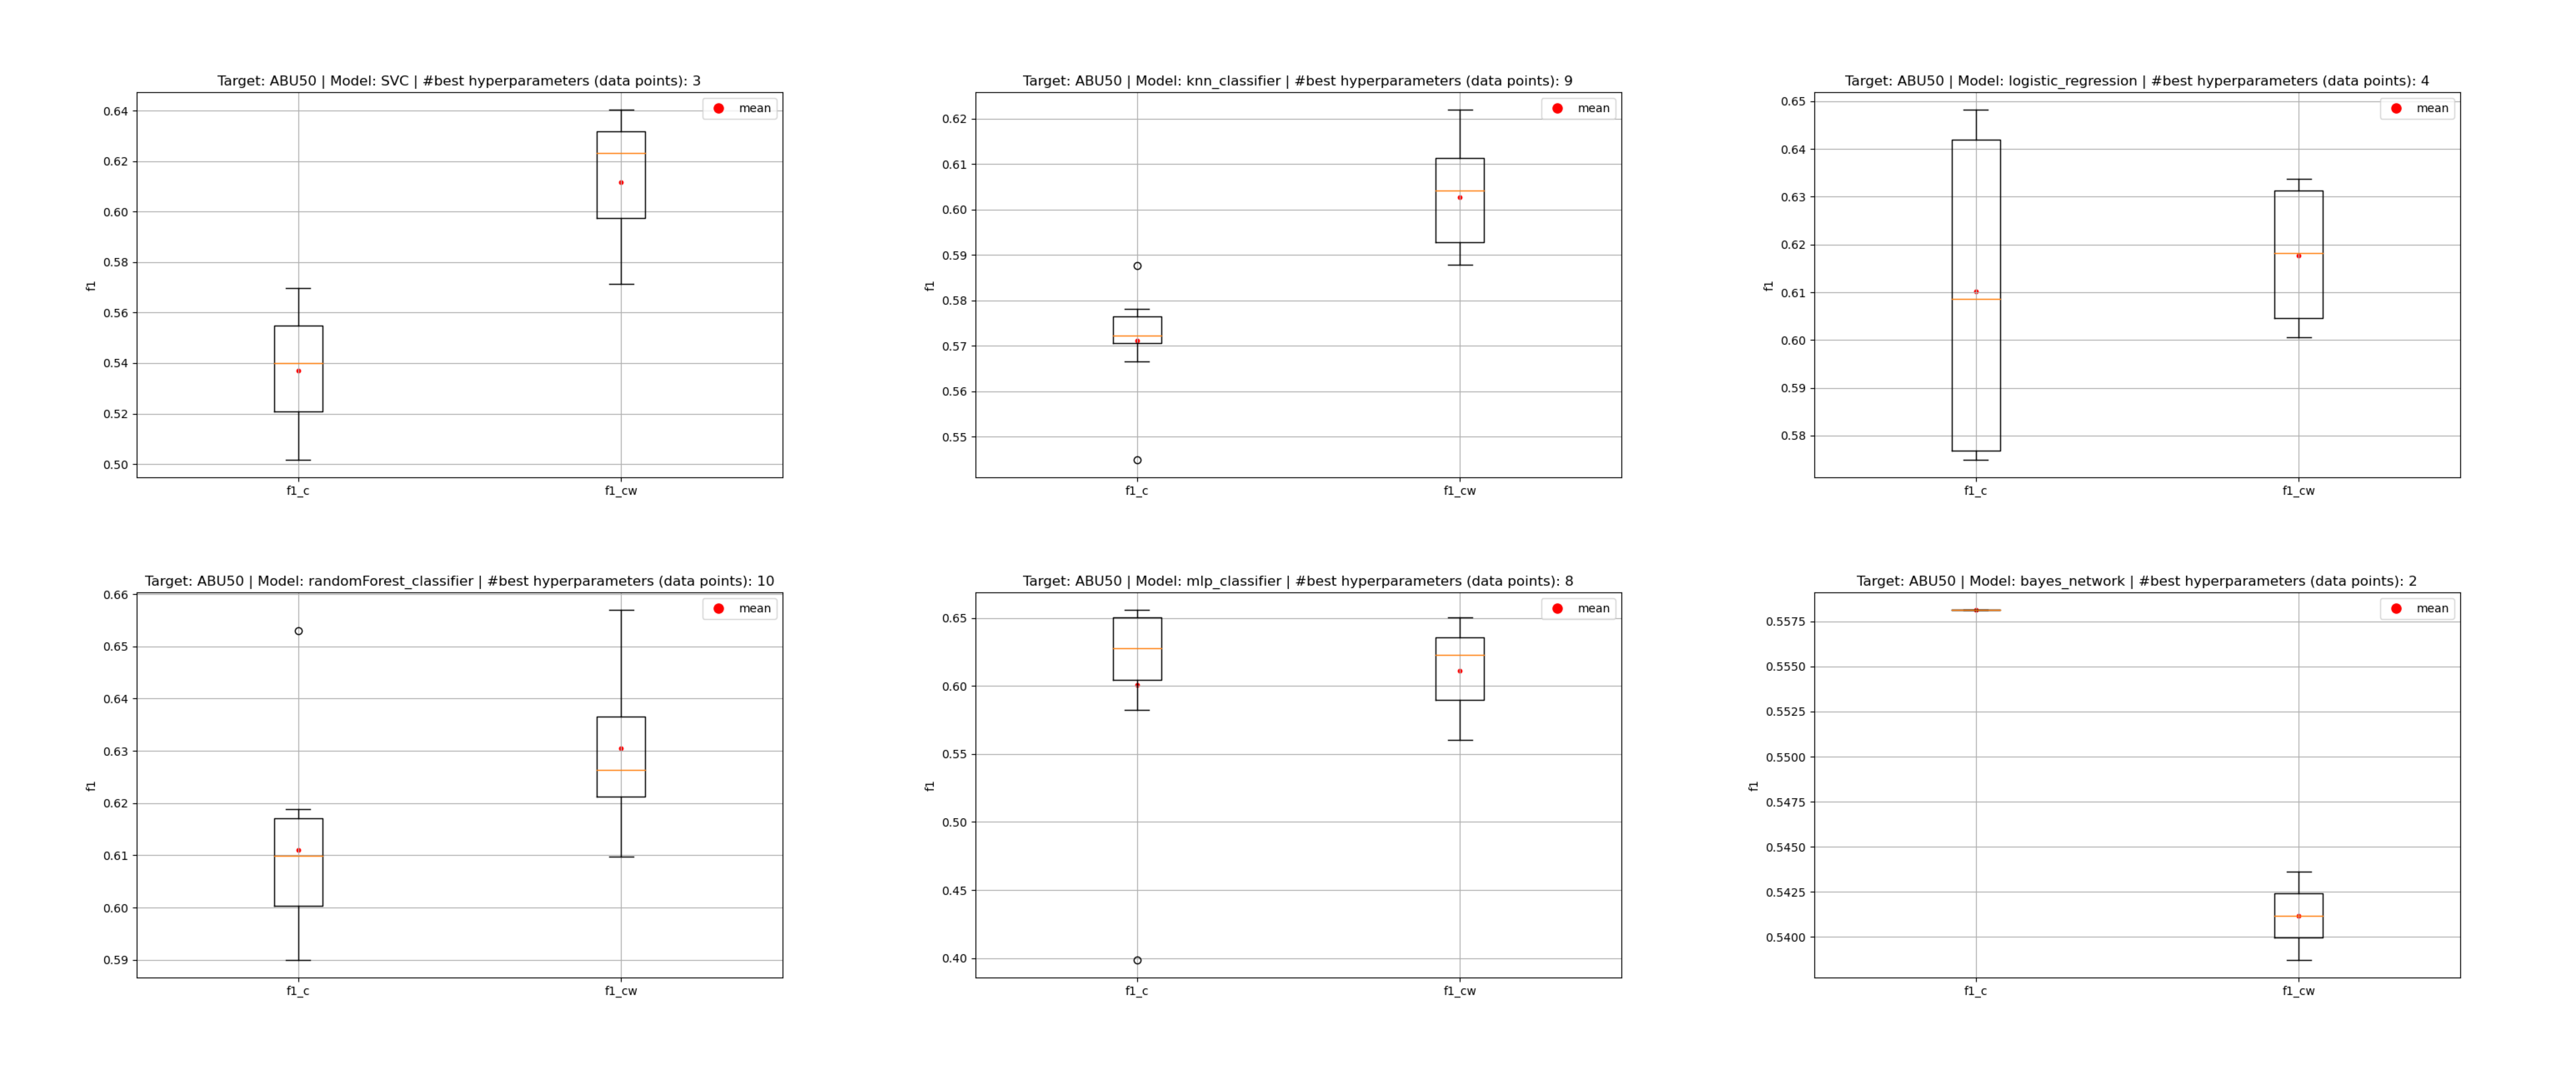 Target: ABU50 | Model: SVC | #best hyperparameters (data points): 3
mean
0.64
0.62
0.60
0.58
0.56
0.54
0.52
0.50
f1
f1_c
f1_cw
Target: ABU50 | Model: knn_classifier | #best hyperparameters (data points): 9
mean
0.62
0.61
0.60
0.59
0.58
0.57
0.56
0.55
f1
f1_c
f1_cw
Target: ABU50 | Model: logistic_regression | #best hyperparameters (data points): 4
mean
0.65
0.64
0.63
0.62
0.61
0.60
0.59
0.58
f1
f1_c
f1_cw
Target: ABU50 | Model: randomForest_classifier | #best hyperparameters (data points): 10
mean
0.66
0.65
0.64
0.63
0.62
0.61
0.60
0.59
f1
f1_c
f1_cw
Target: ABU50 | Model: mlp_classifier | #best hyperparameters (data points): 8
mean
0.65
0.60
0.55
0.50
0.45
0.40
f1
f1_c
f1_cw
Target: ABU50 | Model: bayes_network | #best hyperparameters (data points): 2
mean
0.5575
0.5550
0.5525
0.5500
0.5475
0.5450
0.5425
0.5400
f1
f1_c
f1_cw